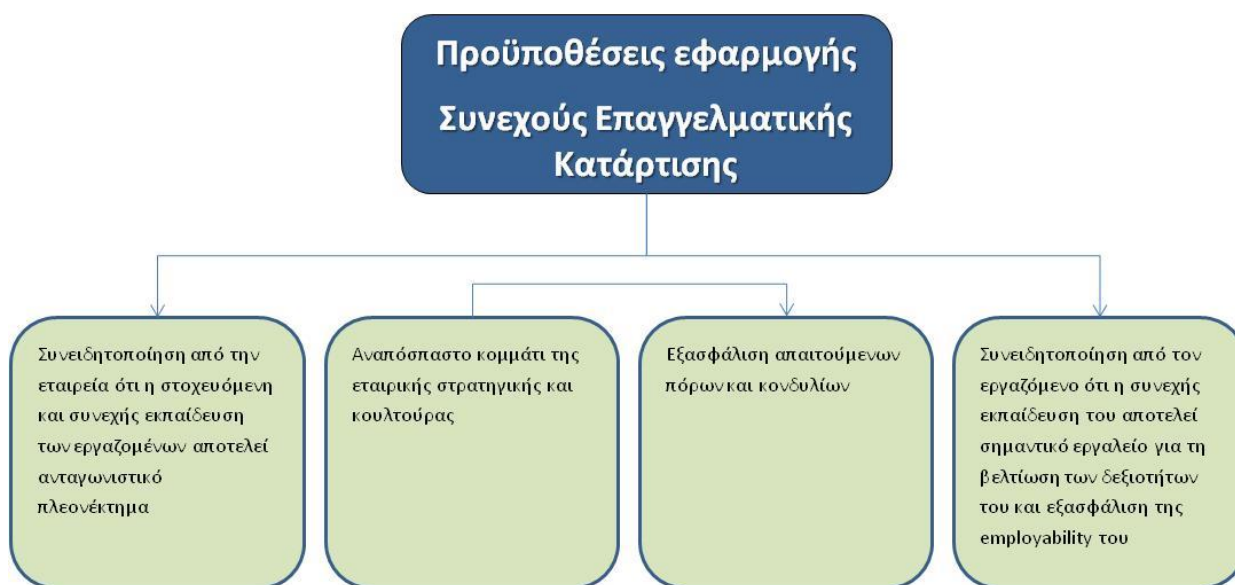 Προϋποθέσεις εφαρμογής
Συνεχούς Επαγγελματικής
Κατάρτισης
Συνειδητοποίηση από την
εταιρεία ότι η στοχευόμενη
και συνεχής εκπαίδευση
των εργαζομένων αποτελεί
ανταγωνιστικό
πλεονέκτημα
Αναπόσπαστο κομμάτι της
εταιρικής στρατηγικής και
κουλτούρας
Εξασφάλιση απαιτούμενων
πόρων και κονδυλίων
Συνειδητοποίηση από τον
εργαζόμενο ότι η συνεχής
εκπαίδευση του αποτελεί
σημαντικό εργαλείο για τη
βελτίωση των δεξιοτήτων
του και εξασφάλιση της
employability του